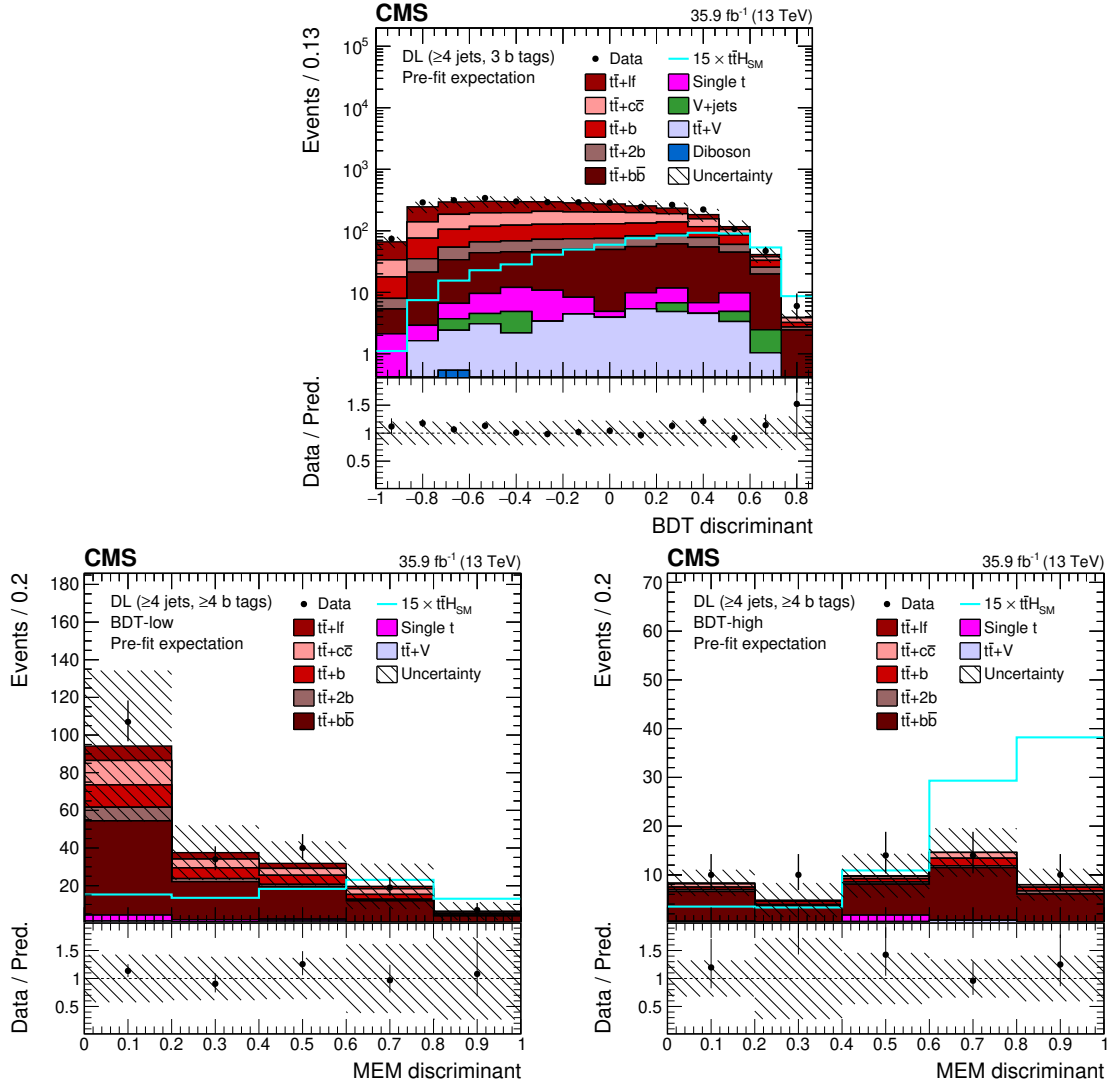 CMS 35.9 fb⁻¹ (13 TeV)
Events / 0.13
10⁵
10⁴
10³
10²
10
1
DL (≥4 jets, 3 b tags)
Pre-fit expectation
Data
15 × tt̄H_SM
tt̄+lf
Single t
tt̄+cc̄
V+jets
tt̄+b
tt̄+V
tt̄+2b
Diboson
tt̄+bb̄
Uncertainty
Data / Pred.
1.5
1
0.5
−1 −0.8 −0.6 −0.4 −0.2 0 0.2 0.4 0.6 0.8
BDT discriminant
CMS 35.9 fb⁻¹ (13 TeV)
Events / 0.2
180
160
140
120
100
80
60
40
20
DL (≥4 jets, ≥4 b tags)
BDT-low
Pre-fit expectation
Data
15 × tt̄H_SM
tt̄+lf
Single t
tt̄+cc̄
tt̄+V
tt̄+b
Uncertainty
tt̄+2b
tt̄+bb̄
Data / Pred.
1.5
1
0.5
0 0.1 0.2 0.3 0.4 0.5 0.6 0.7 0.8 0.9 1
MEM discriminant
CMS 35.9 fb⁻¹ (13 TeV)
Events / 0.2
70
60
50
40
30
20
10
DL (≥4 jets, ≥4 b tags)
BDT-high
Pre-fit expectation
Data
15 × tt̄H_SM
tt̄+lf
Single t
tt̄+cc̄
tt̄+V
tt̄+b
Uncertainty
tt̄+2b
tt̄+bb̄
Data / Pred.
1.5
1
0.5
0 0.1 0.2 0.3 0.4 0.5 0.6 0.7 0.8 0.9 1
MEM discriminant